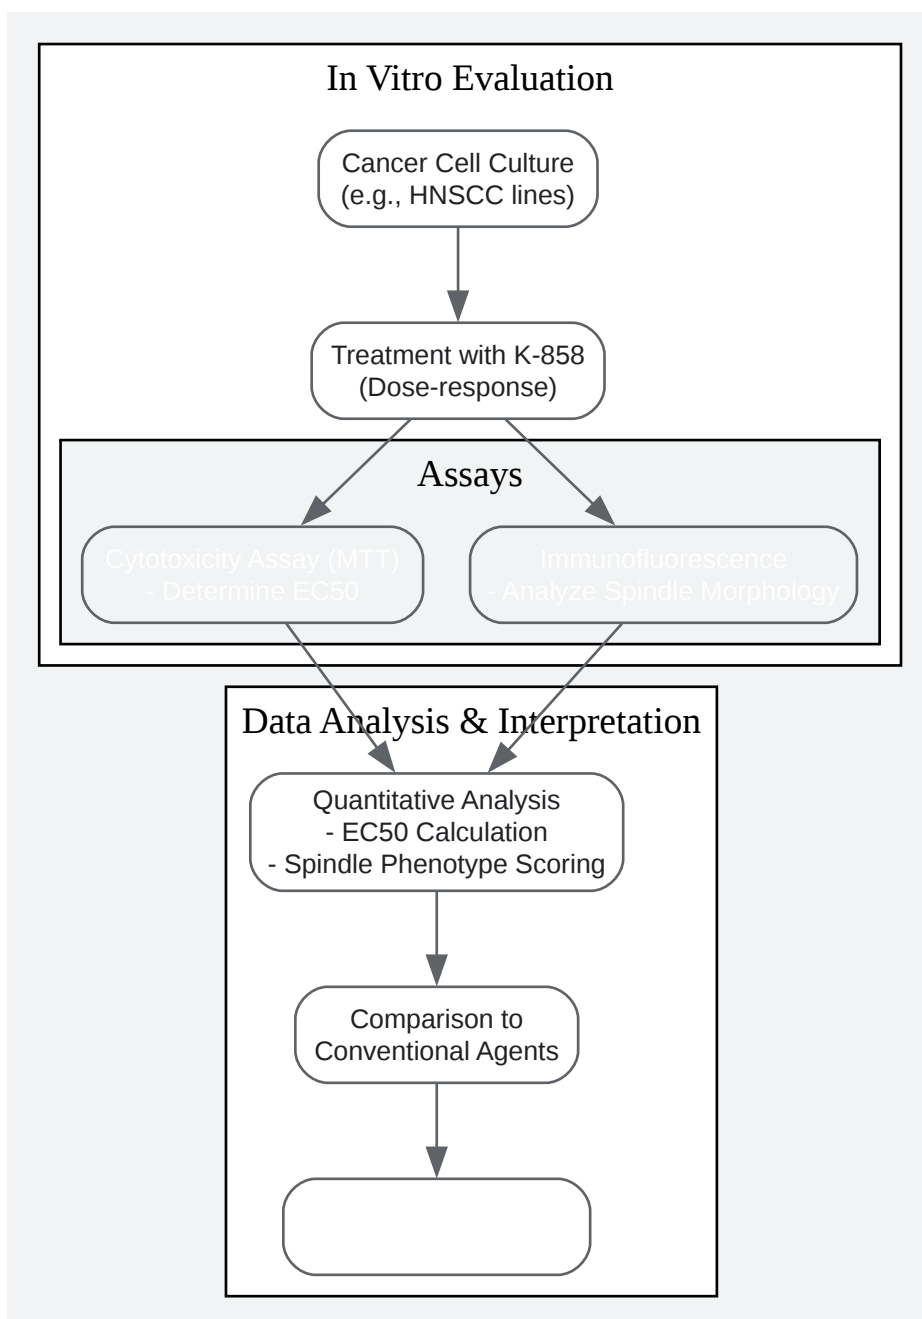 In Vitro Evaluation
Cancer Cell Culture
(e.g., HNSCC lines)
Treatment with K-858
(Dose-response)
Assays
Cytotoxicity Assay (MTT)
- Determine EC50
Immunofluorescence
- Analyze Spindle Morphology
Data Analysis & Interpretation
Quantitative Analysis
- EC50 Calculation
- Spindle Phenotype Scoring
Comparison to
Conventional Agents